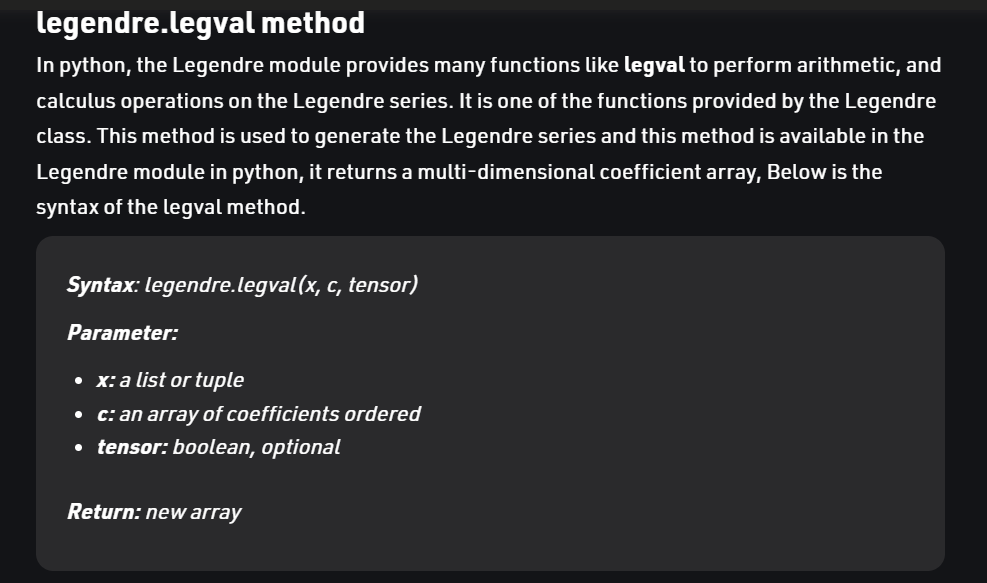 legendre.legval method
In python, the Legendre module provides many functions like legval to perform arithmetic, and
calculus operations on the Legendre series. It is one of the functions provided by the Legendre
class. This method is used to generate the Legendre series and this method is available in the
Legendre module in python, it returns a multi-dimensional coefficient array, Below is the
syntax of the legval method.
Syntax: legendre.legval(x, c, tensor)
Parameter:
• x: a list or tuple
• c: an array of coefficients ordered
• tensor: boolean, optional
Return: new array